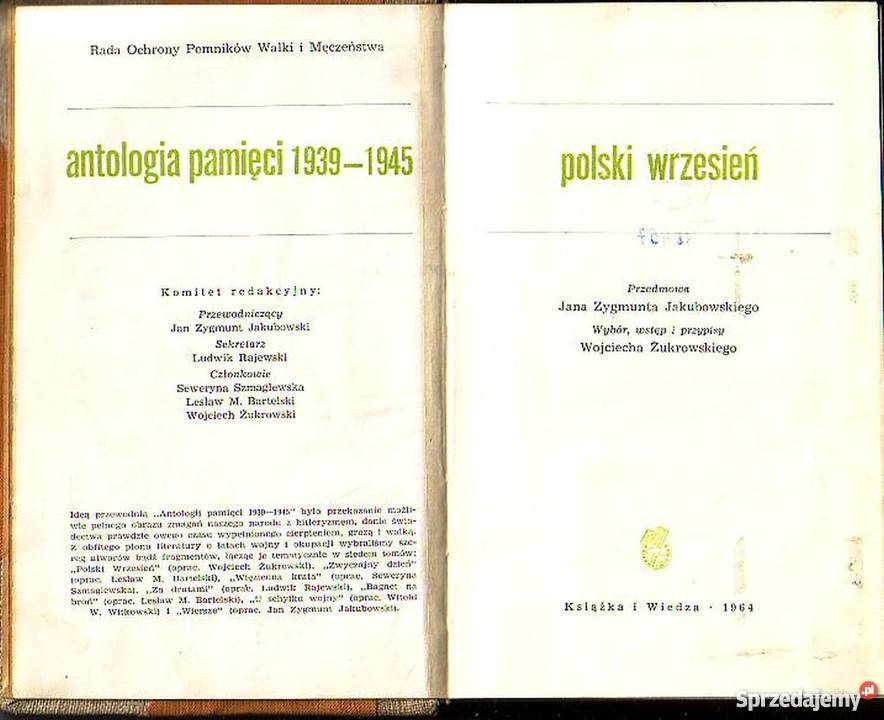 Rada Ochrony Pomników Walki i Męczeństwa
antologia pamięci 1939—1945
Komitet redakcyjny:
Przewodniczący
Jan Zygmunt Jakubowski
Sekretarz
Ludwik Rajewski
Członkowie
Seweryna Szmaglewska
Lesław M. Bartelski
Wojciech Żukrowski
Ideą przewodnią „Antologii pamięci 1939—1945” było przekazanie możli-
wie pełnego obrazu zmagań naszego narodu z hitleryzmem, danie świa-
dectwa prawdzie owego czasu wypełnionego cierpieniem, grozą i walką.
Z obfitego plonu literatury o latach wojny i okupacji wybraliśmy sze-
reg utworów bądź fragmentów, łącząc je tematycznie w siedem tomów:
„Polski Wrzesień” (oprac. Wojciech Żukrowski), „Zwyczajny dzień”
(oprac. Lesław M. Bartelski), „Więzienna krata” (oprac. Seweryna
Szmaglewska), „Za drutami” (oprac. Ludwik Rajewski), „Bagnet na
broń” (oprac. Lesław M. Bartelski), „U schyłku wojny” (oprac. Witold
W. Witkowski) i „Wiersze” (oprac. Jan Zygmunt Jakubowski).
polski wrzesień
Przedmowa
Jana Zygmunta Jakubowskiego
Wybór, wstęp i przypisy
Wojciecha Żukrowskiego
Książka i Wiedza · 1964
Sprzedajemy.pl